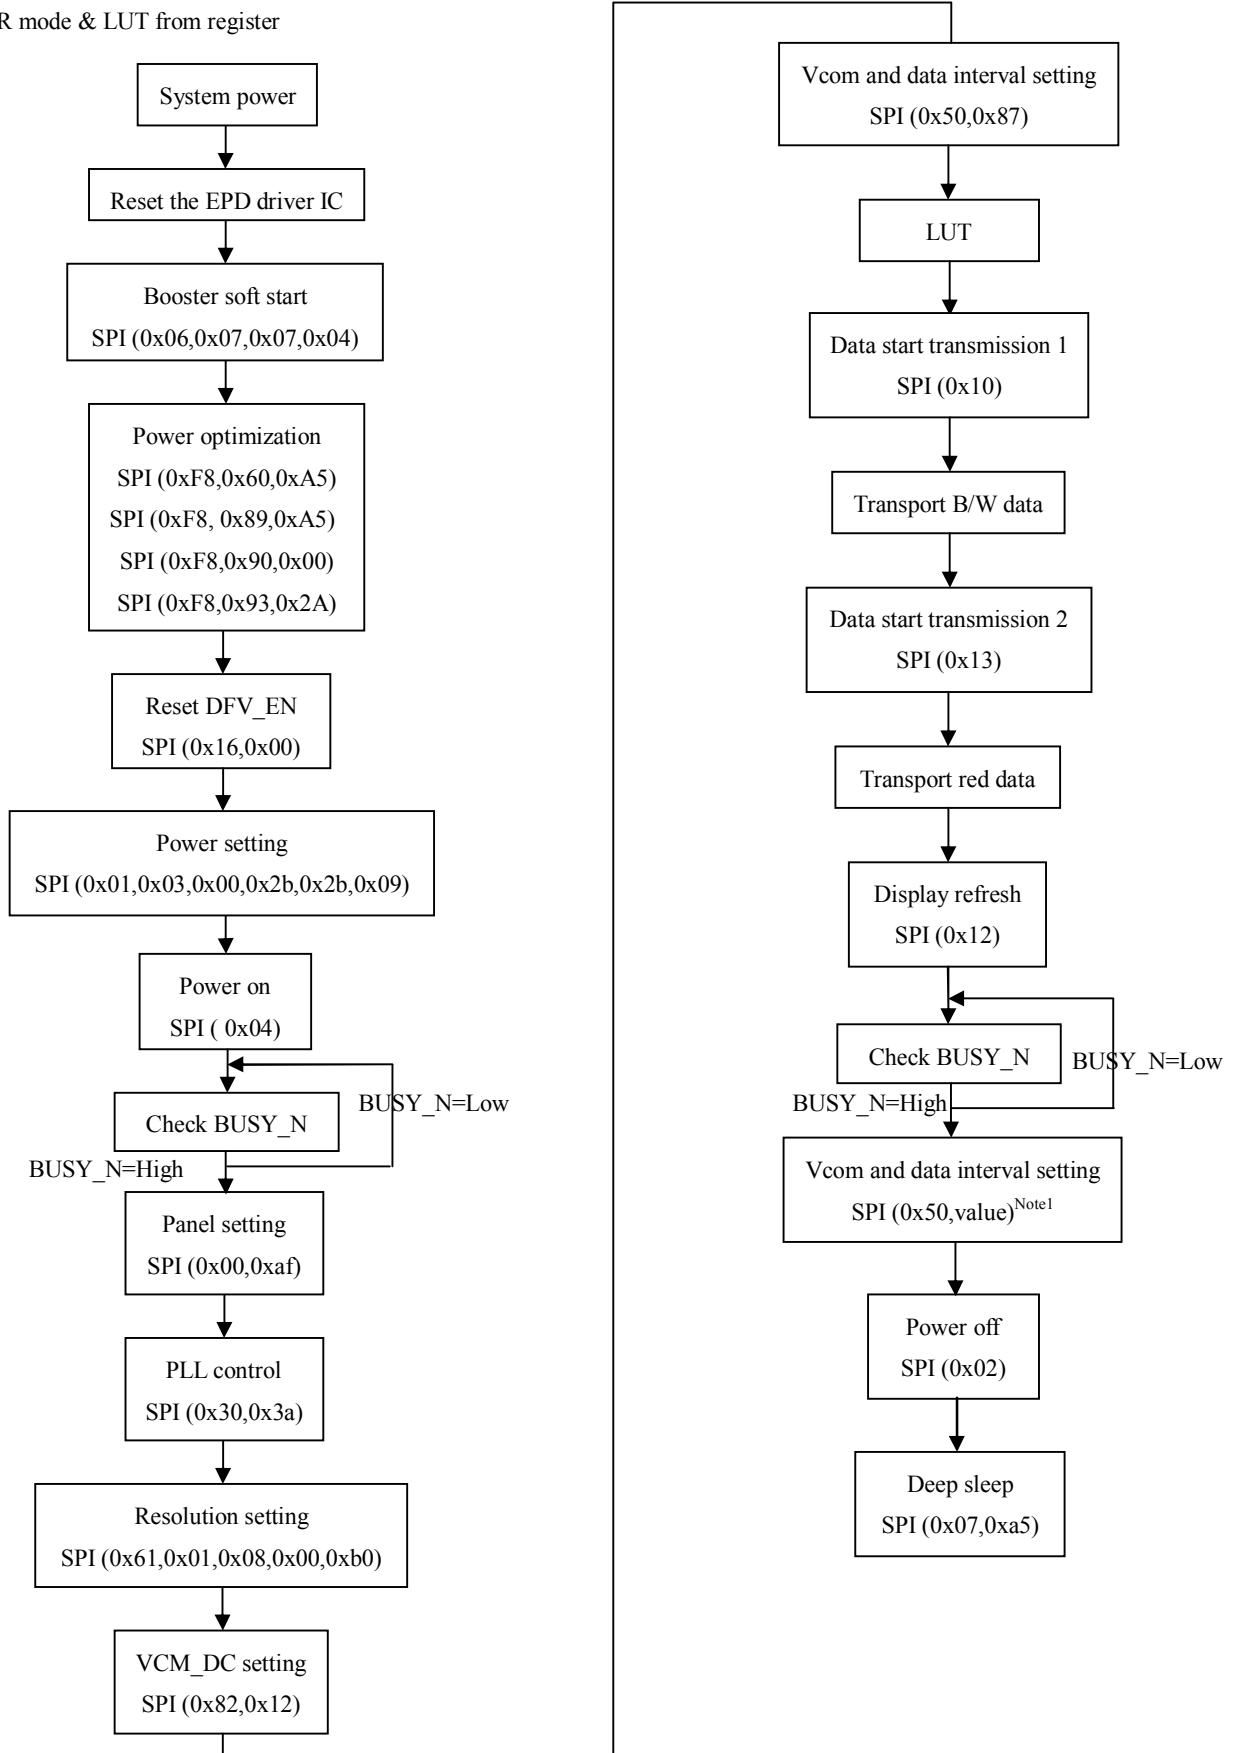 R mode & LUT from register
System power
Reset the EPD driver IC
Booster soft start
SPI (0x06,0x07,0x07,0x04)
Power optimization
SPI (0xF8,0x60,0xA5)
SPI (0xF8, 0x89,0xA5)
SPI (0xF8,0x90,0x00)
SPI (0xF8,0x93,0x2A)
Reset DFV_EN
SPI (0x16,0x00)
Power setting
SPI (0x01,0x03,0x00,0x2b,0x2b,0x09)
Power on
SPI ( 0x04)
Check BUSY_N
BUSY_N=Low
BUSY_N=High
Panel setting
SPI (0x00,0xaf)
PLL control
SPI (0x30,0x3a)
Resolution setting
SPI (0x61,0x01,0x08,0x00,0xb0)
VCM_DC setting
SPI (0x82,0x12)
Vcom and data interval setting
SPI (0x50,0x87)
LUT
Data start transmission 1
SPI (0x10)
Transport B/W data
Data start transmission 2
SPI (0x13)
Transport red data
Display refresh
SPI (0x12)
Check BUSY_N
BUSY_N=Low
BUSY_N=High
Vcom and data interval setting
SPI (0x50,value)Note1
Power off
SPI (0x02)
Deep sleep
SPI (0x07,0xa5)